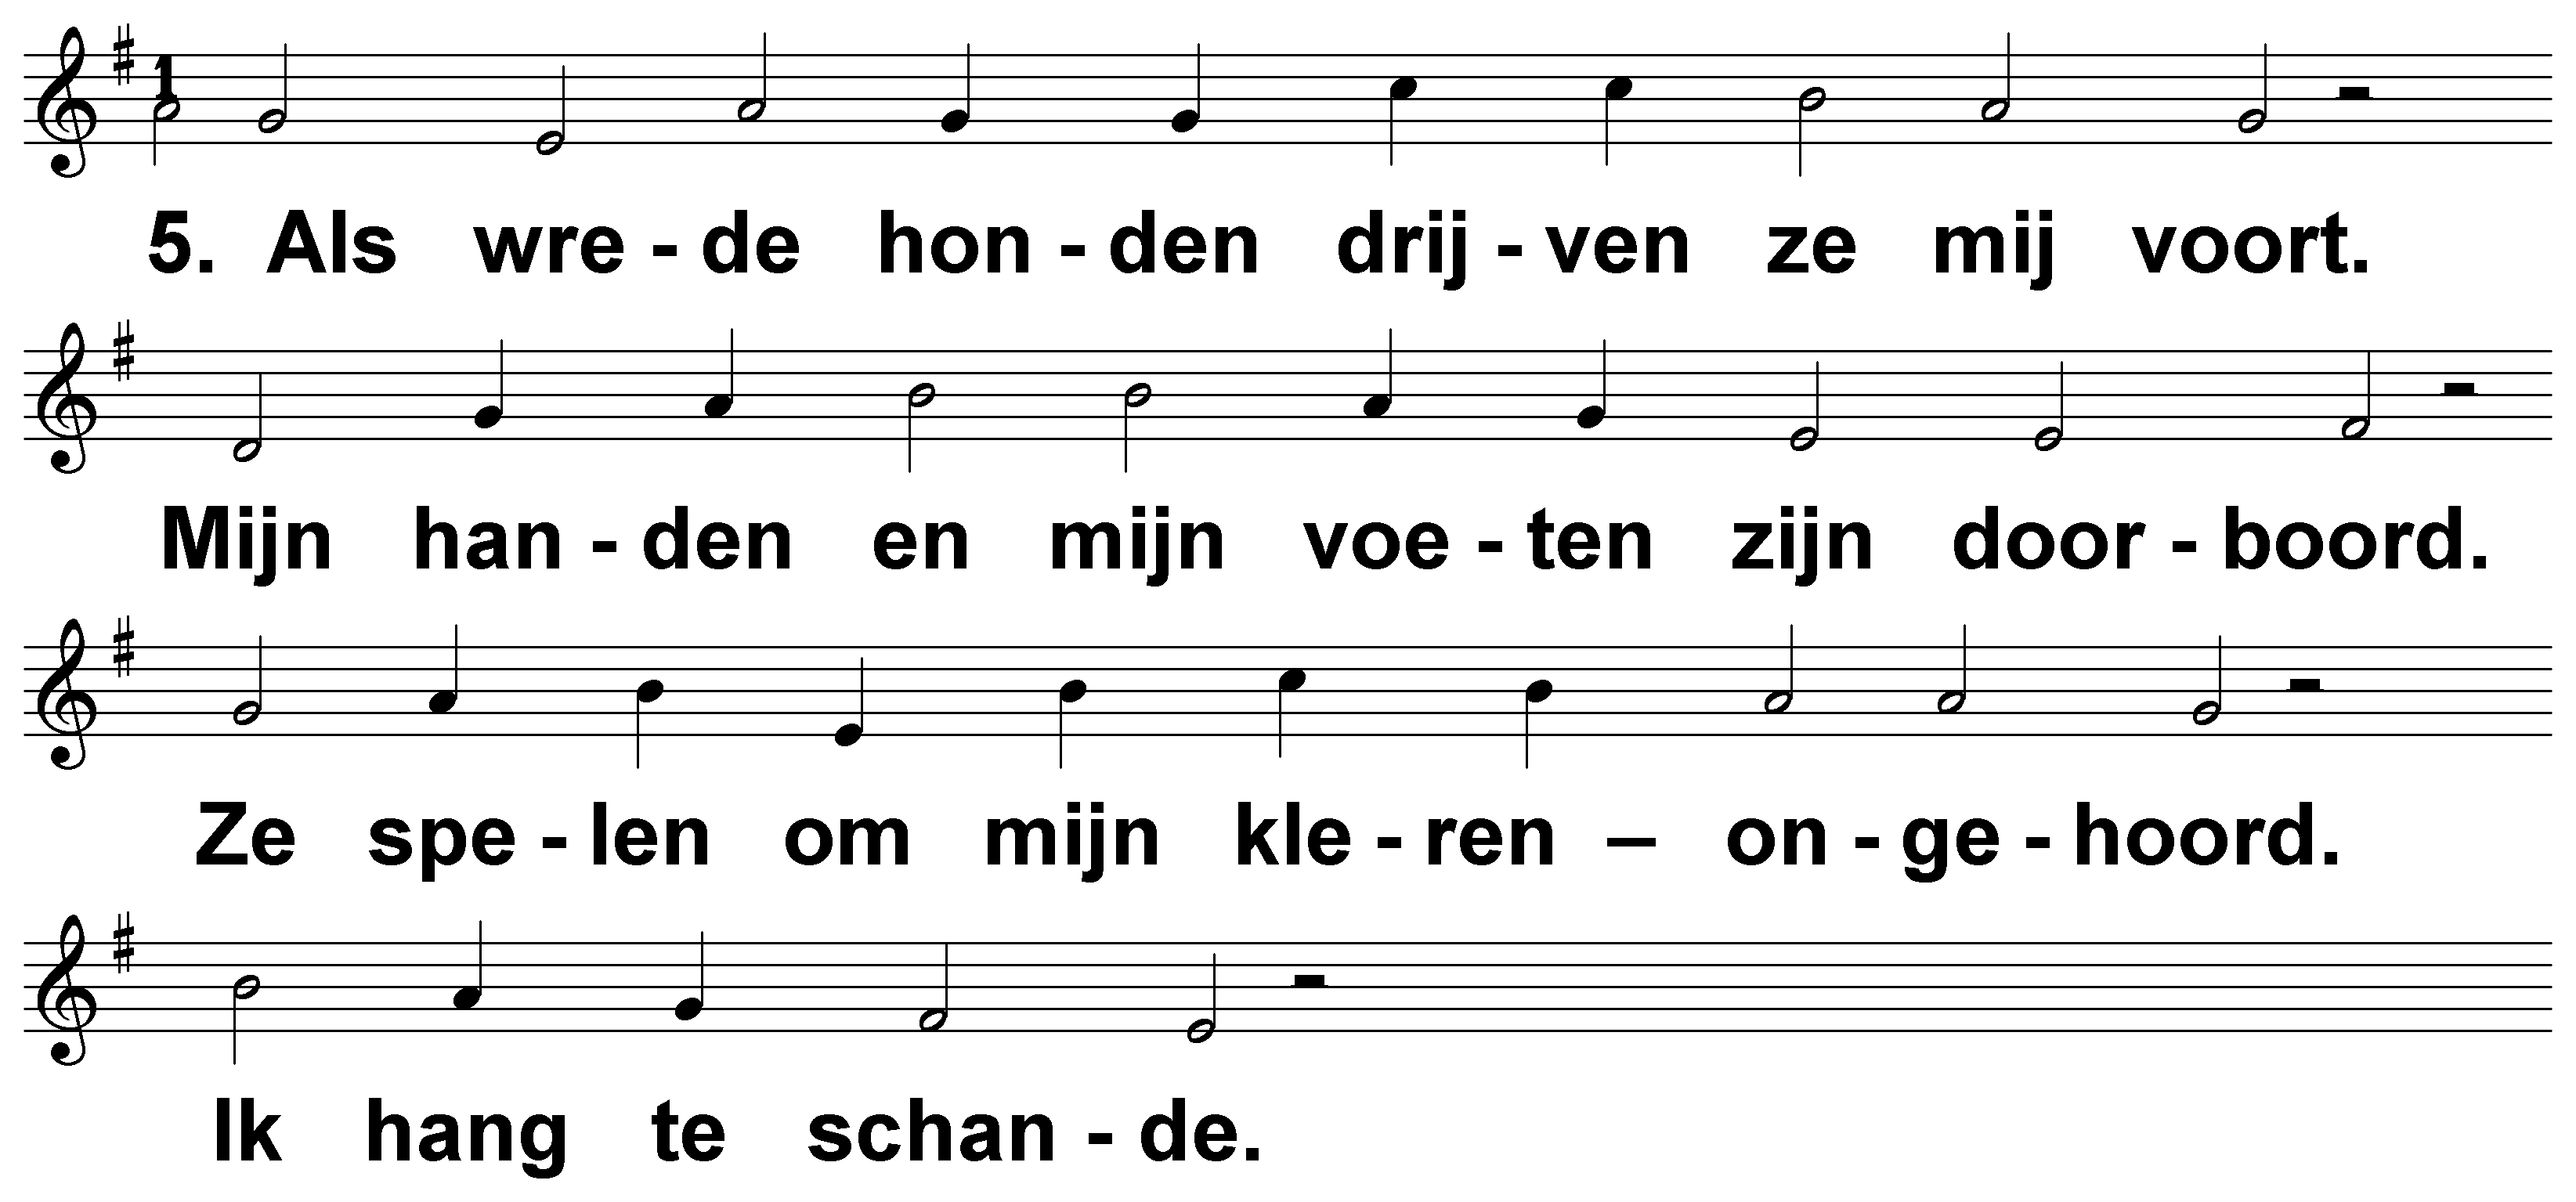 5. Als wre - de hon - den drij - ven ze mij voort.
Mijn han - den en mijn voe - ten zijn door - boord.
Ze spe - len om mijn kle - ren – on - ge - hoord.
Ik hang te schan - de.